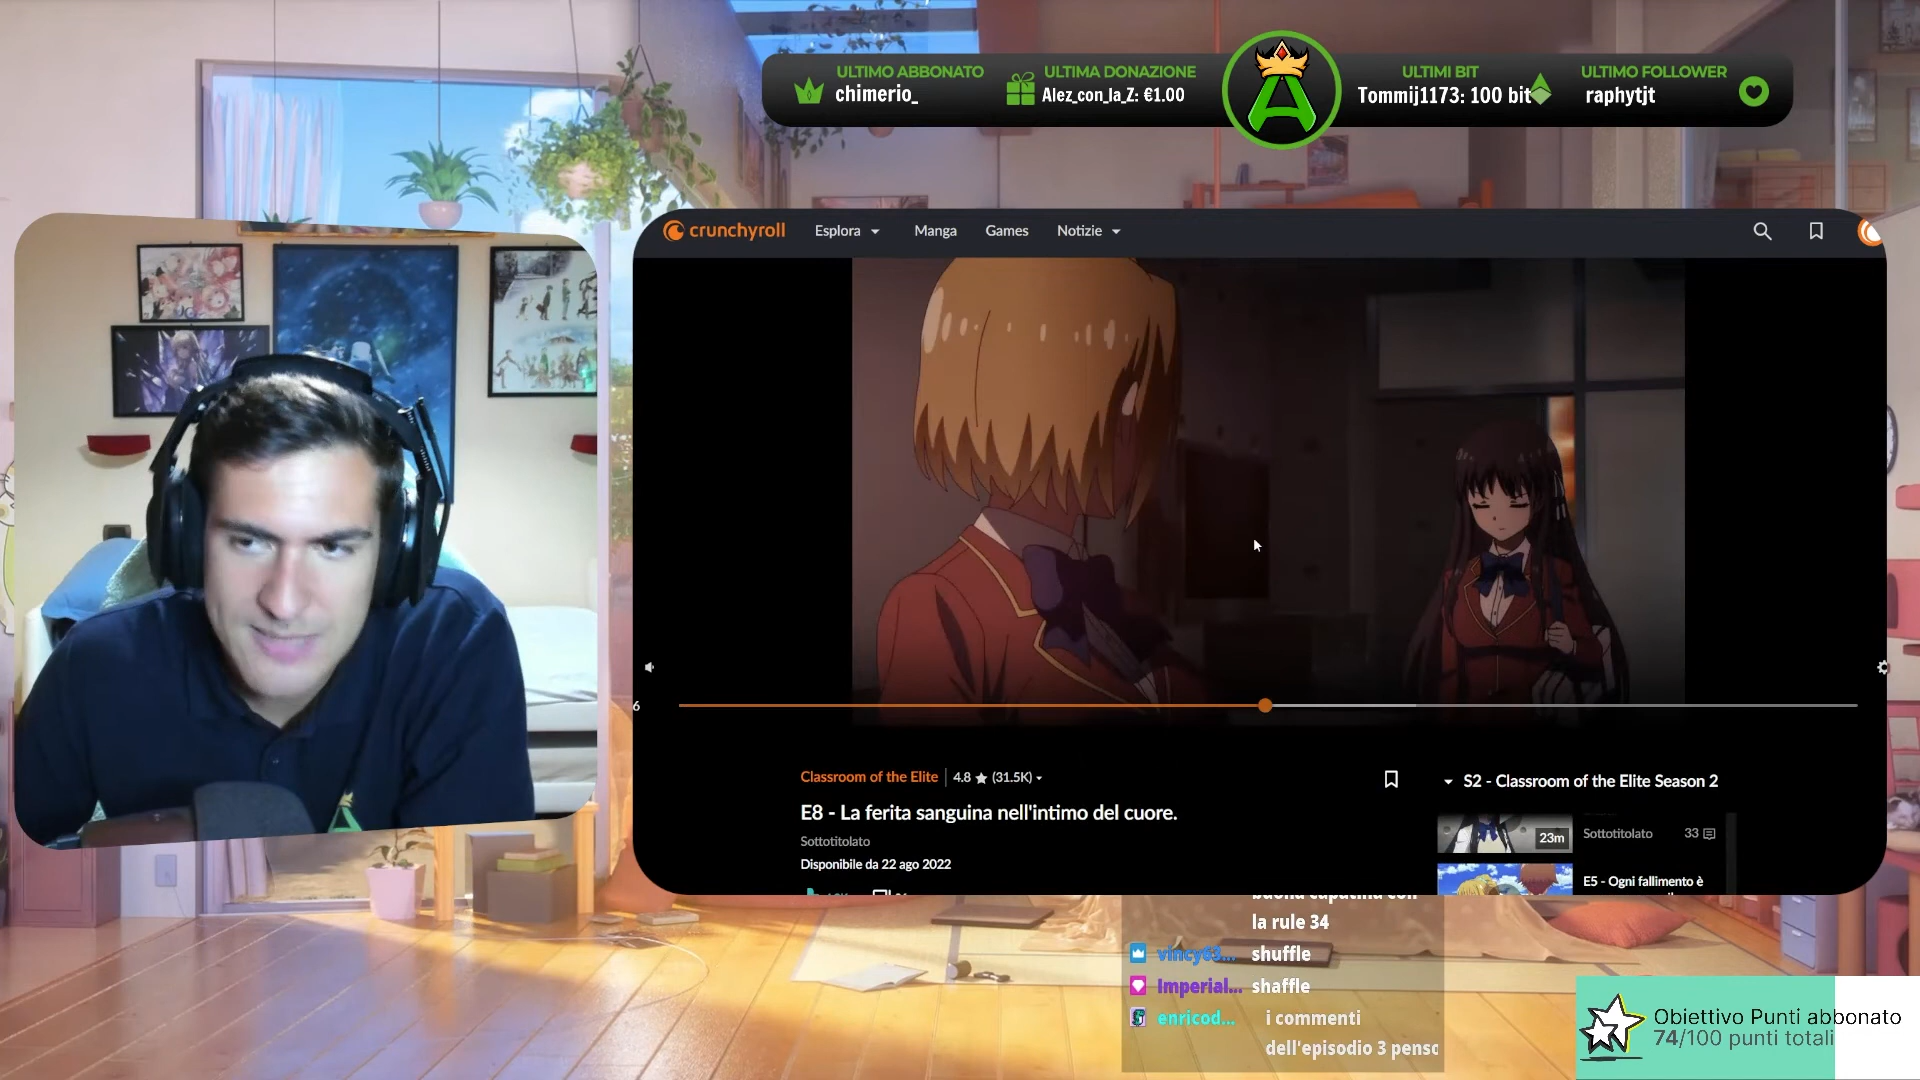 ULTIMO ABBONATO
chimerio_
ULTIMA DONAZIONE
Alez_con_la_Z: €1.00
A
ULTIMI BIT
Tommij1173: 100 bit
ULTIMO FOLLOWER
raphytjt
crunchyroll
Esplora
Manga
Games
Notizie
6
Classroom of the Elite
4.8 ★ (31.5K)
E8 - La ferita sanguina nell'intimo del cuore.
Sottotitolato
Disponibile da 22 ago 2022
S2 - Classroom of the Elite Season 2
23m
Sottotitolato
33
E5 - Ogni fallimento è
la rule 34
vincy63... shuffle
Imperial... shaffle
enricod... i commenti
dell'episodio 3 penso
Obiettivo Punti abbonato
74/100 punti totali